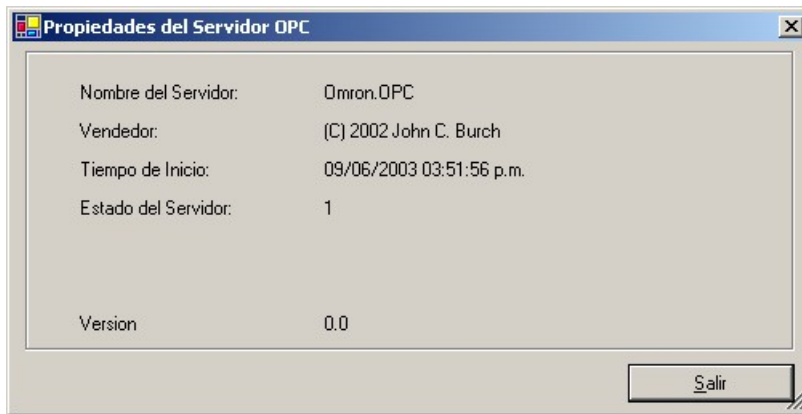 Propiedades del Servidor OPC
Nombre del Servidor: Omron.OPC
Vendedor: (C) 2002 John C. Burch
Tiempo de Inicio: 09/06/2003 03:51:56 p.m.
Estado del Servidor: 1
Version 0.0
Salir